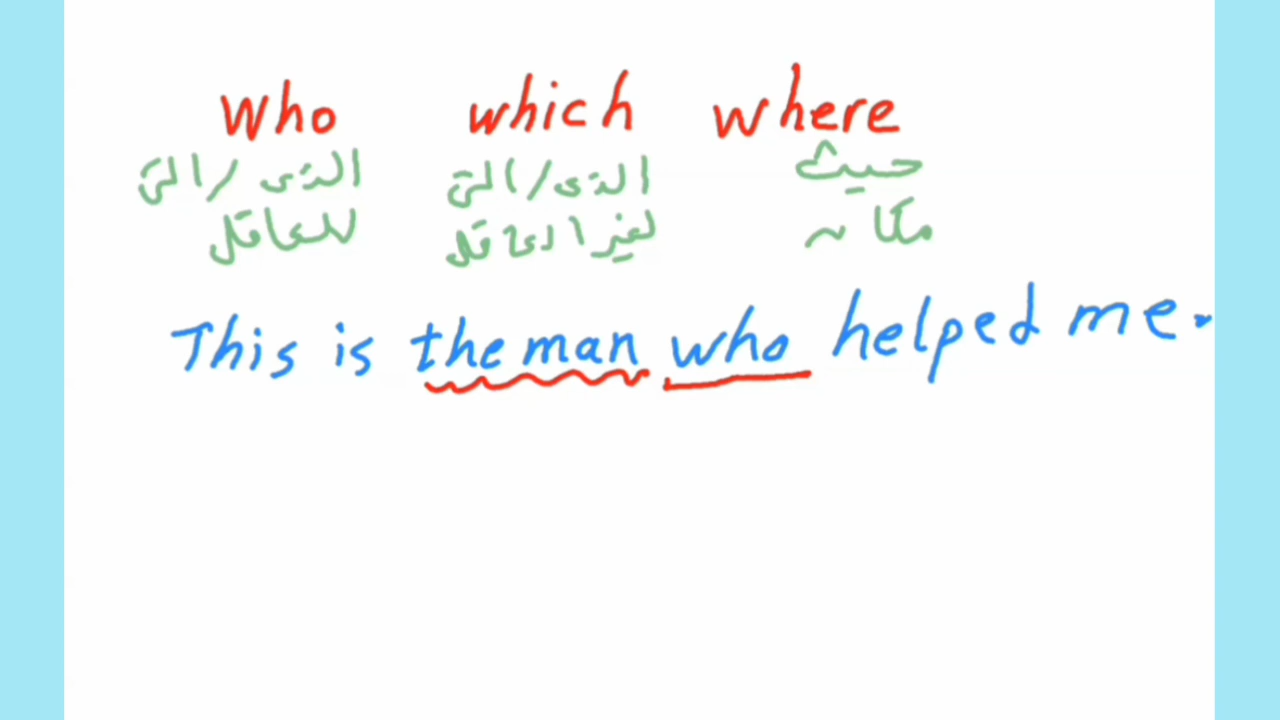 who which where
الذى / التى الذى / التى حيث
للعاقل لغير العاقل مكان
This is the man who helped me.